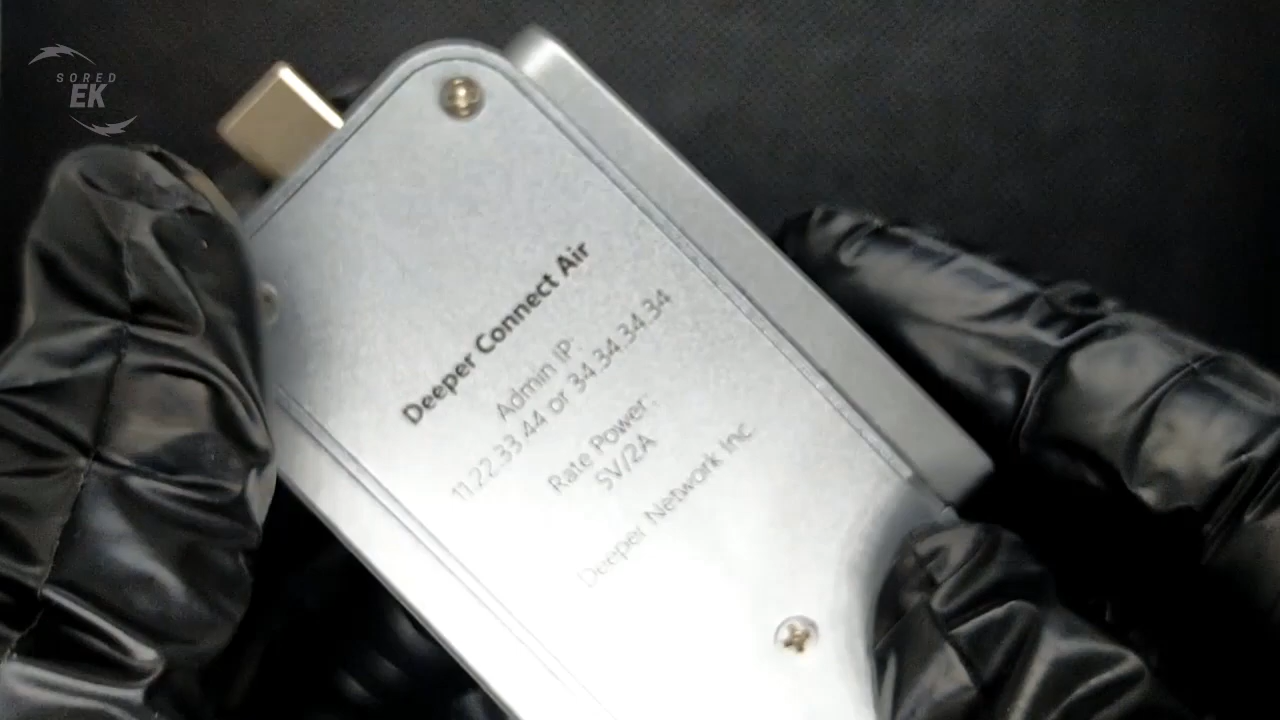 SORED
EK
Deeper Connect Air
Admin IP:
11.22.33.44 or 34.34.34.34
Rate Power:
5V/2A
Deeper Network Inc